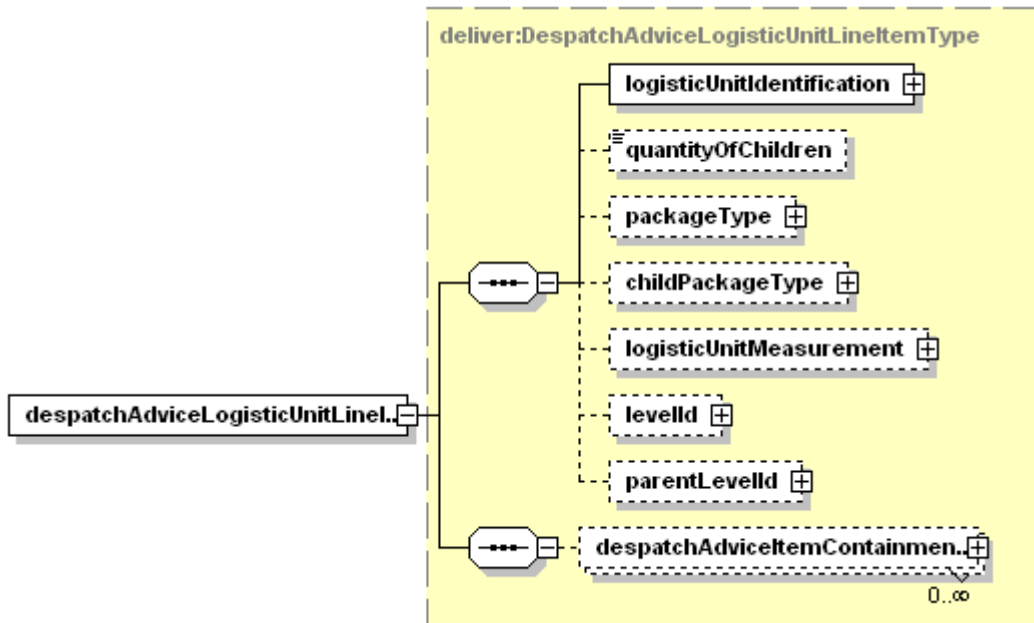 deliver:DespatchAdviceLogisticUnitLineItemType
logisticUnitIdentification
quantityOfChildren
packageType
childPackageType
logisticUnitMeasurement
despatchAdviceLogisticUnitLineI..
levelId
parentLevelId
despatchAdviceItemContainmen..
0..∞